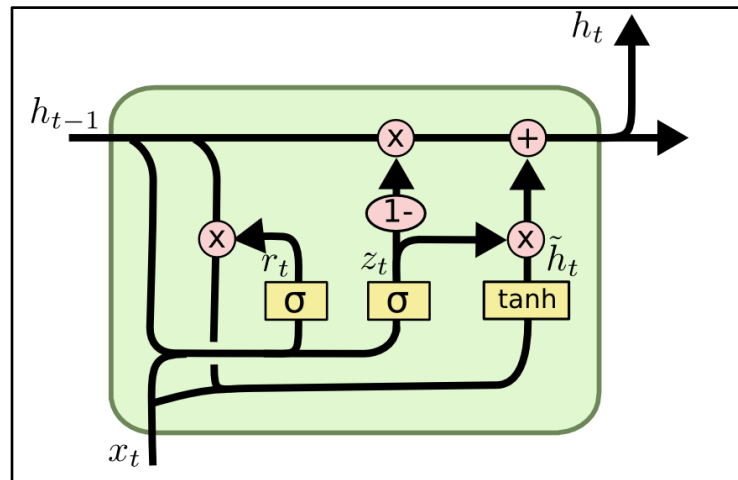 h_t
h_{t-1}
x
+
1-
x
r_t
z_t
x
h̃_t
σ
σ
tanh
x_t